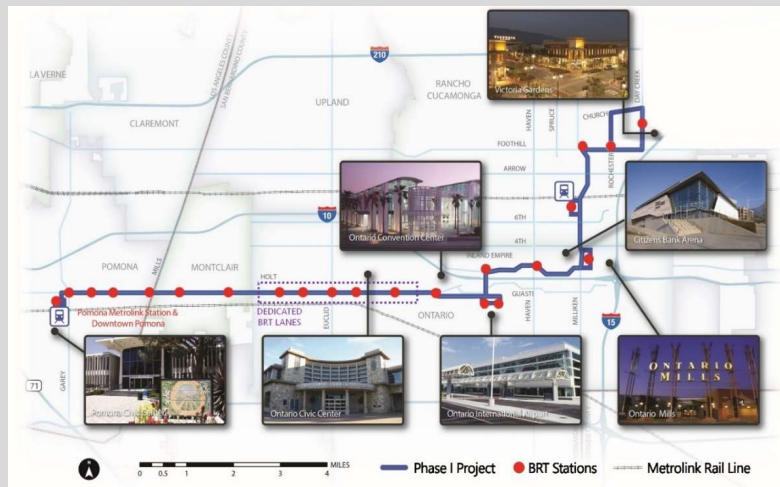 Victoria Gardens
210
LOS ANGELES COUNTY
SAN BERNARDINO COUNTY
LA VERNE
CLAREMONT
UPLAND
RANCHO
CUCAMONGA
HAVEN
SPRUCE
CHURCH
DAY CREEK
FOOTHILL
ROCHESTER
ARROW
Ontario Convention Center
10
6TH
4TH
Citizens Bank Arena
INLAND EMPIRE
POMONA
MILLS
MONTCLAIR
HOLT
DEDICATED
BRT LANES
EUCLID
ONTARIO
GUASTI
HAVEN
MILLIKEN
15
Pomona Metrolink Station &
Downtown Pomona
71
GAREY
Pomona Civic
Ontario Civic Center
Ontario International Airport
ONTARIO
MILLS
Ontario Mills
0 0.5 1 2 3 4 MILES
Phase I Project
BRT Stations
Metrolink Rail Line